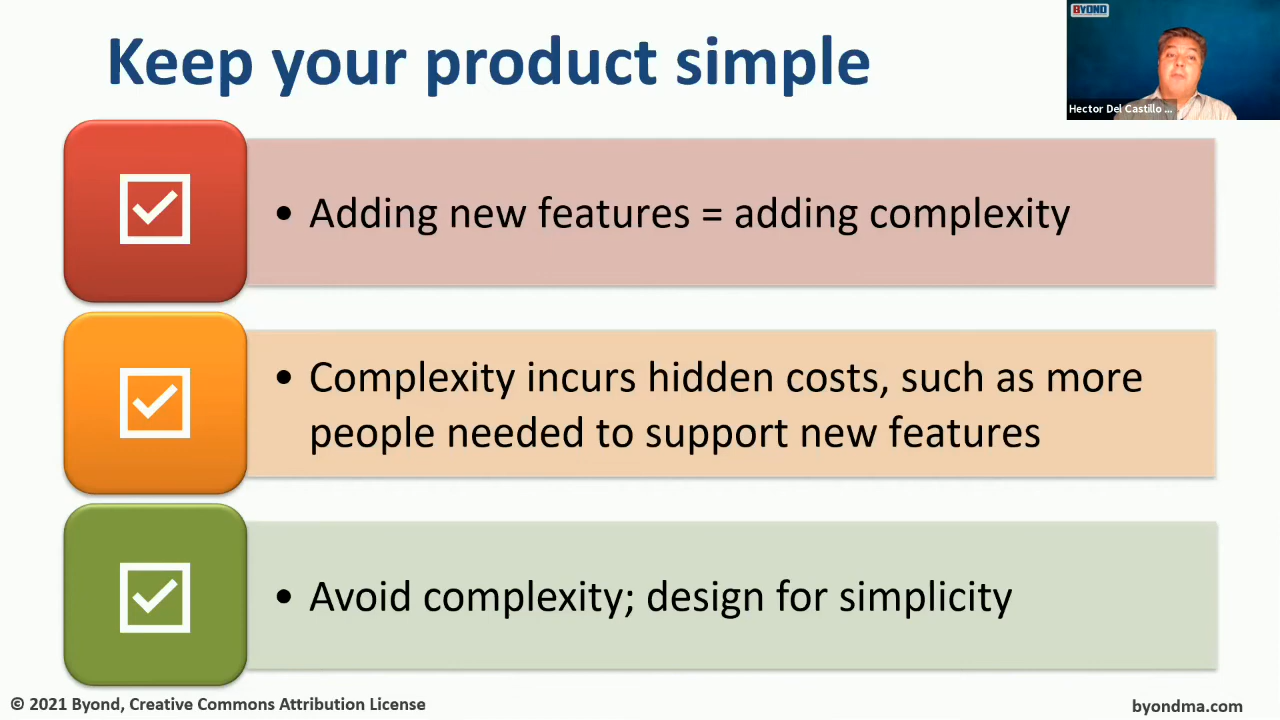 Keep your product simple
BYOND
Hector Del Castillo ...
• Adding new features = adding complexity
• Complexity incurs hidden costs, such as more
people needed to support new features
• Avoid complexity; design for simplicity
© 2021 Byond, Creative Commons Attribution License
byondma.com